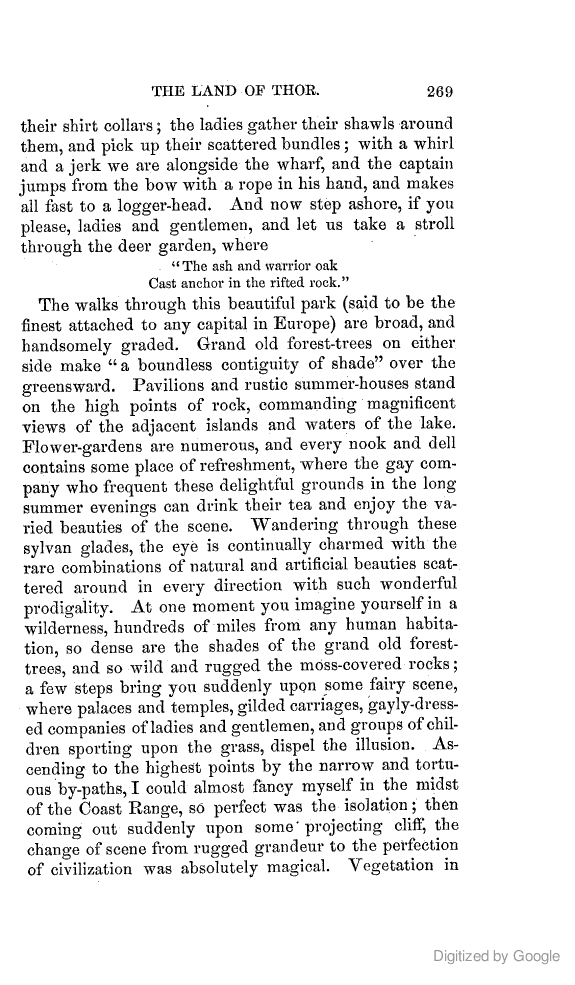 THE LAND OF THOR. 269
their shirt collars; the ladies gather their shawls around
them, and pick up their scattered bundles; with a whirl
and a jerk we are alongside the wharf, and the captain
jumps from the bow with a rope in his hand, and makes
all fast to a logger-head. And now step ashore, if you
please, ladies and gentlemen, and let us take a stroll
through the deer garden, where
"The ash and warrior oak
Cast anchor in the rifted rock."
The walks through this beautiful park (said to be the
finest attached to any capital in Europe) are broad, and
handsomely graded. Grand old forest-trees on either
side make "a boundless contiguity of shade" over the
greensward. Pavilions and rustic summer-houses stand
on the high points of rock, commanding magnificent
views of the adjacent islands and waters of the lake.
Flower-gardens are numerous, and every nook and dell
contains some place of refreshment, where the gay com-
pany who frequent these delightful grounds in the long
summer evenings can drink their tea and enjoy the va-
ried beauties of the scene. Wandering through these
sylvan glades, the eye is continually charmed with the
rare combinations of natural and artificial beauties scat-
tered around in every direction with such wonderful
prodigality. At one moment you imagine yourself in a
wilderness, hundreds of miles from any human habita-
tion, so dense are the shades of the grand old forest-
trees, and so wild and rugged the moss-covered rocks;
a few steps bring you suddenly upon some fairy scene,
where palaces and temples, gilded carriages, gayly-dress-
ed companies of ladies and gentlemen, and groups of chil-
dren sporting upon the grass, dispel the illusion. As-
cending to the highest points by the narrow and tortu-
ous by-paths, I could almost fancy myself in the midst
of the Coast Range, so perfect was the isolation; then
coming out suddenly upon some projecting cliff, the
change of scene from rugged grandeur to the perfection
of civilization was absolutely magical. Vegetation in
Digitized by Google